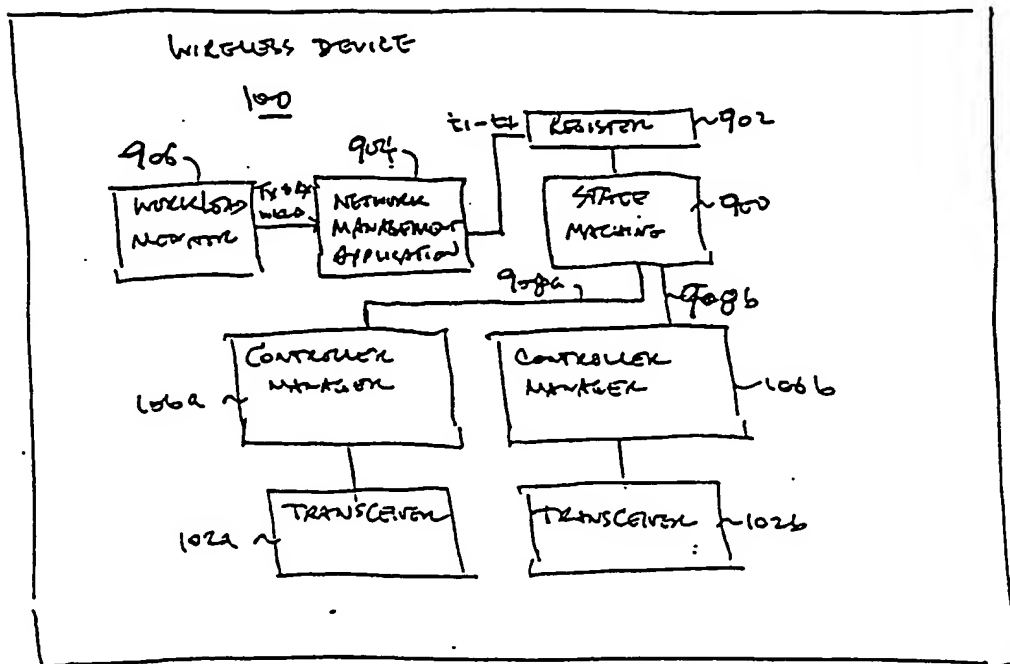 WIRELESS DEVICE
100
t1-t4
REGISTER
902
906
904
WORKLOAD
MONITOR
NETWORK
MANAGEMENT
APPLICATION
STATE
MACHINE
900
908a
908b
CONTROLLER
MANAGER
CONTROLLER
MANAGER
106a
106b
TRANSCEIVER
TRANSCEIVER
102a
102b